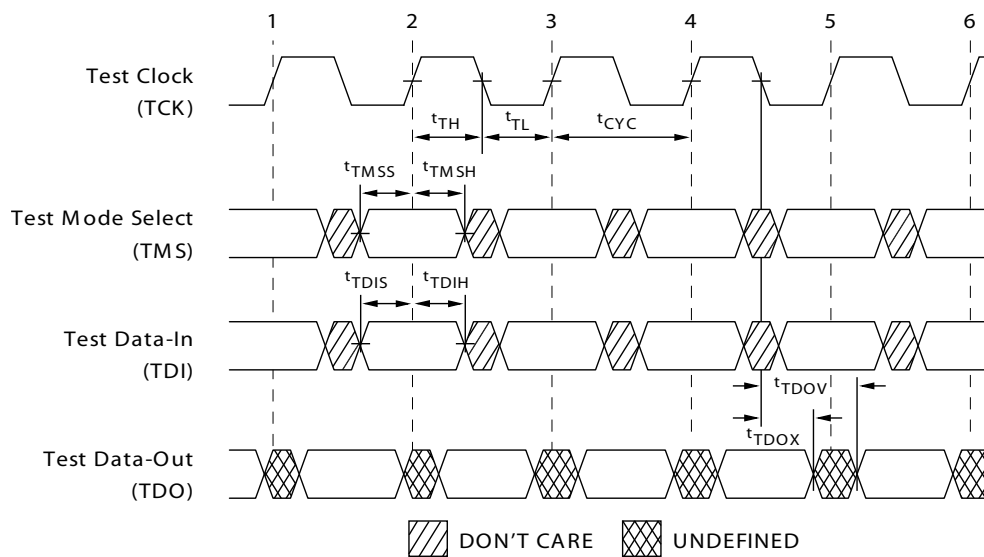 1 2 3 4 5 6
Test Clock
(TCK)
tTH tTL tCYC
tTMSS tTMSH
Test Mode Select
(TMS)
tTDIS tTDIH
Test Data-In
(TDI)
tTDOV
tTDOX
Test Data-Out
(TDO)
DON'T CARE UNDEFINED